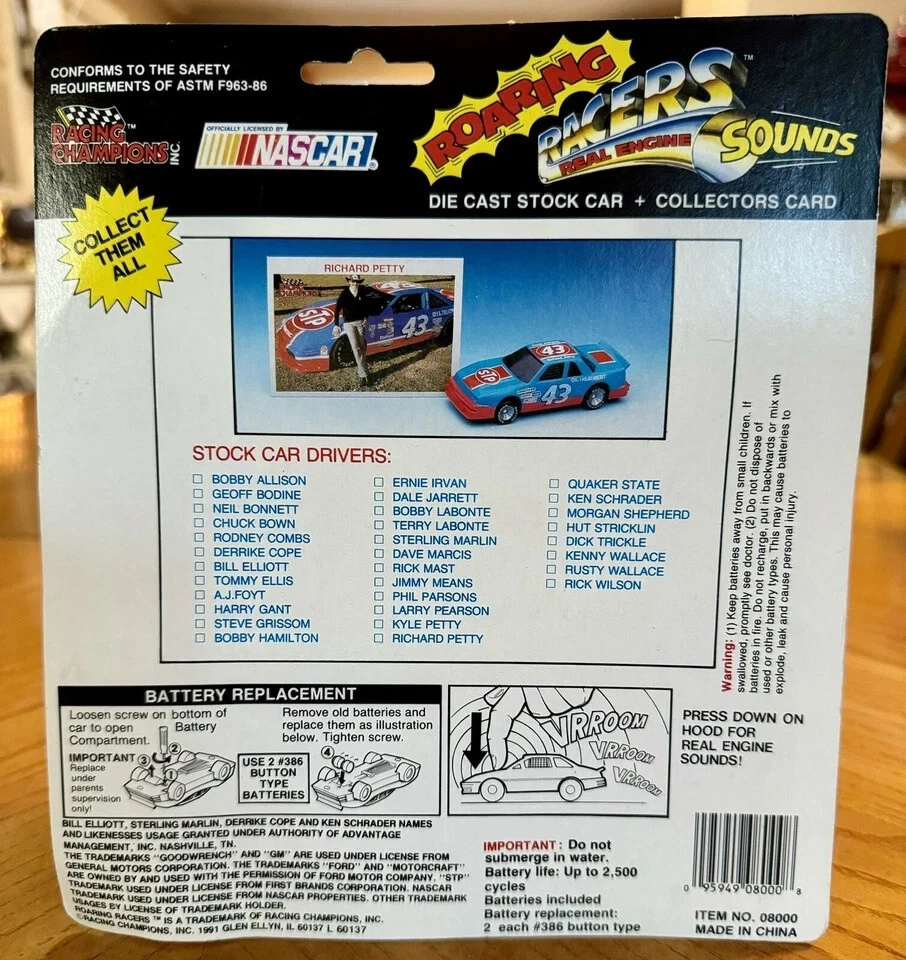 CONFORMS TO THE SAFETY
REQUIREMENTS OF ASTM F963-86
RACING ™
CHAMPIONS INC.
OFFICIALLY LICENSED BY
NASCAR®
ROARING
RACERS™
REAL ENGINE SOUNDS
DIE CAST STOCK CAR + COLLECTORS CARD
COLLECT
THEM
ALL
RICHARD PETTY
RACING
CHAMPIONS
STP
43
43
STP
43
STOCK CAR DRIVERS:
☐ BOBBY ALLISON
☐ GEOFF BODINE
☐ NEIL BONNETT
☐ CHUCK BOWN
☐ RODNEY COMBS
☐ DERRIKE COPE
☐ BILL ELLIOTT
☐ TOMMY ELLIS
☐ A.J.FOYT
☐ HARRY GANT
☐ STEVE GRISSOM
☐ BOBBY HAMILTON
☐ ERNIE IRVAN
☐ DALE JARRETT
☐ BOBBY LABONTE
☐ TERRY LABONTE
☐ STERLING MARLIN
☐ DAVE MARCIS
☐ RICK MAST
☐ JIMMY MEANS
☐ PHIL PARSONS
☐ LARRY PEARSON
☐ KYLE PETTY
☐ RICHARD PETTY
☐ QUAKER STATE
☐ KEN SCHRADER
☐ MORGAN SHEPHERD
☐ HUT STRICKLIN
☐ DICK TRICKLE
☐ KENNY WALLACE
☐ RUSTY WALLACE
☐ RICK WILSON
Warning: (1) Keep batteries away from small children. If
swallowed, promptly see doctor. (2) Do not dispose of
batteries in fire. Do not recharge, put in backwards or mix with
used or other battery types. This may cause batteries to
explode, leak and cause personal injury.
BATTERY REPLACEMENT
Loosen screw on bottom of
car to open Battery
Compartment.
IMPORTANT
Replace
under
parents
supervision
only!
3
2
1
Remove old batteries and
replace them as illustration
below. Tighten screw.
4
USE 2 #386
BUTTON
TYPE
BATTERIES
VRROOM
VRROOM
VRROOM
PRESS DOWN ON
HOOD FOR
REAL ENGINE
SOUNDS!
BILL ELLIOTT, STERLING MARLIN, DERRIKE COPE AND KEN SCHRADER NAMES
AND LIKENESSES USAGE GRANTED UNDER AUTHORITY OF ADVANTAGE
MANAGEMENT, INC. NASHVILLE, TN.
THE TRADEMARKS "GOODWRENCH" AND "GM" ARE USED UNDER LICENSE FROM
GENERAL MOTORS CORPORATION. THE TRADEMARKS "FORD" AND "MOTORCRAFT"
ARE OWNED BY AND USED WITH THE PERMISSION OF FORD MOTOR COMPANY. "STP"
TRADEMARK USED UNDER LICENSE FROM FIRST BRANDS CORPORATION. NASCAR
TRADEMARK USED UNDER LICENSE FROM NASCAR PROPERTIES. OTHER TRADEMARK
USAGES BY LICENSE OF TRADEMARK HOLDER.
ROARING RACERS ™ IS A TRADEMARK OF RACING CHAMPIONS, INC.
©RACING CHAMPIONS, INC. 1991 GLEN ELLYN, IL 60137 L 60137
IMPORTANT: Do not
submerge in water.
Battery life: Up to 2,500
cycles
Batteries included
Battery replacement:
2 each #386 button type
0 95949 08000 8
ITEM NO. 08000
MADE IN CHINA